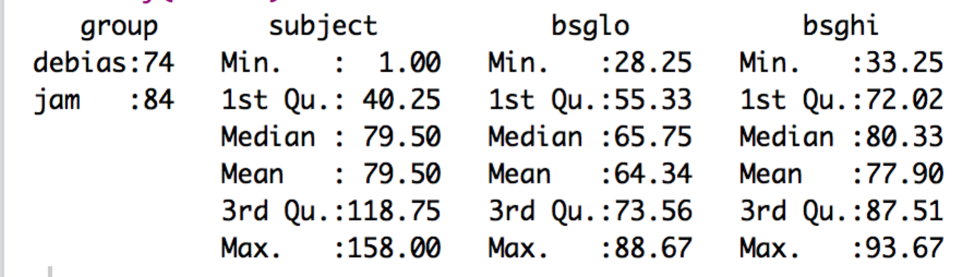 group subject bsglo bsghi
debias:74 Min. : 1.00 Min. :28.25 Min. :33.25
jam :84 1st Qu.: 40.25 1st Qu.:55.33 1st Qu.:72.02
Median : 79.50 Median :65.75 Median :80.33
Mean : 79.50 Mean :64.34 Mean :77.90
3rd Qu.:118.75 3rd Qu.:73.56 3rd Qu.:87.51
Max. :158.00 Max. :88.67 Max. :93.67